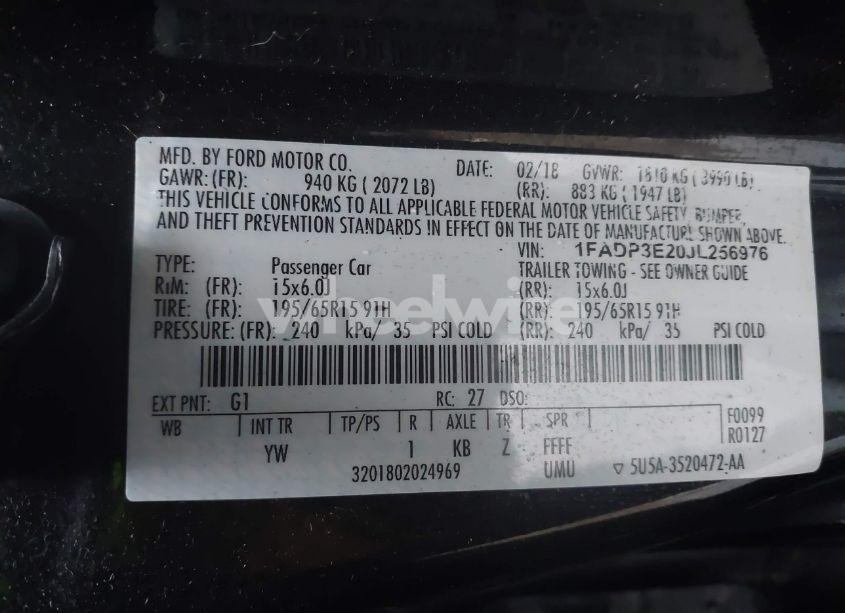 MFD. BY FORD MOTOR CO. DATE: 02/18 GVWR: 1810 KG ( 3990 LB)
GAWR: (FR): 940 KG ( 2072 LB) (RR): 883 KG ( 1947 LB)
THIS VEHICLE CONFORMS TO ALL APPLICABLE FEDERAL MOTOR VEHICLE SAFETY, BUMPER,
AND THEFT PREVENTION STANDARDS IN EFFECT ON THE DATE OF MANUFACTURE SHOWN ABOVE.
VIN: 1FADP3E20JL256976
TYPE: Passenger Car TRAILER TOWING - SEE OWNER GUIDE
RIM: (FR): 15x6.0J (RR): 15x6.0J
TIRE: (FR): 195/65R15 91H (RR): 195/65R15 91H
PRESSURE: (FR): 240 kPa/ 35 PSI COLD (RR): 240 kPa/ 35 PSI COLD
wheelwire
EXT PNT: G1 RC: 27 DSO:
WB INT TR TP/PS R AXLE TR SPR F0099
YW 1 KB Z FFFF R0127
3201802024969 UMU ▽ 5U5A-3520472-AA